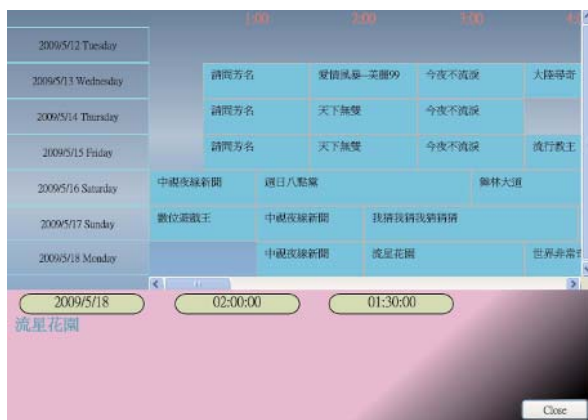 1:00 2:00 3:00
2009/5/12 Tuesday
2009/5/13 Wednesday 請問芳名 愛情風暴-美麗99 今夜不流淚 大陸尋奇
2009/5/14 Thursday 請問芳名 天下無雙 今夜不流淚
2009/5/15 Friday 請問芳名 天下無雙 今夜不流淚 流行教主
2009/5/16 Saturday 中視夜線新聞 週日八點黨 舞林大道
2009/5/17 Sunday 數位遊戲王 中視夜線新聞 我猜我猜我猜猜猜
2009/5/18 Monday 中視夜線新聞 流星花園 世界非常
2009/5/18 02:00:00 01:30:00
流星花園
Close